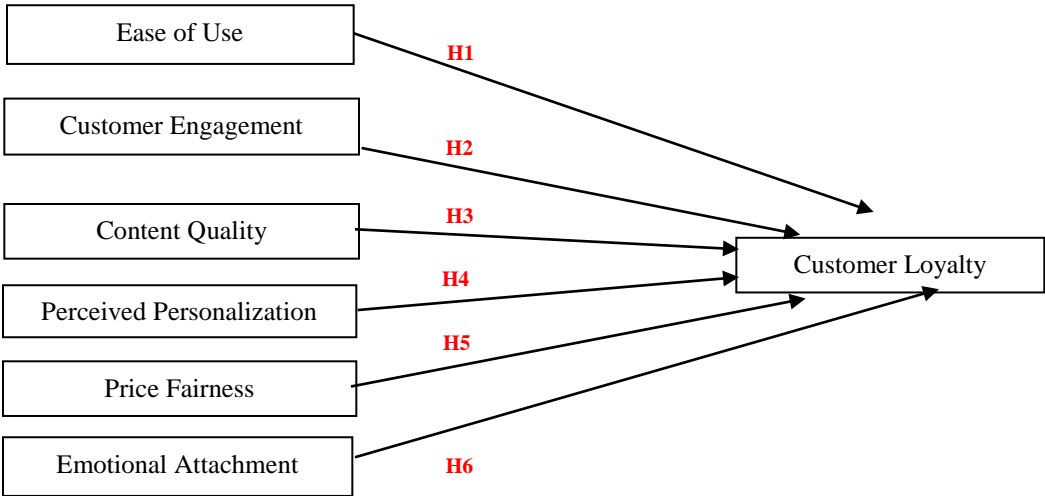 Ease of Use
H1
Customer Engagement
H2
Content Quality
H3
Customer Loyalty
H4
Perceived Personalization
H5
Price Fairness
Emotional Attachment
H6